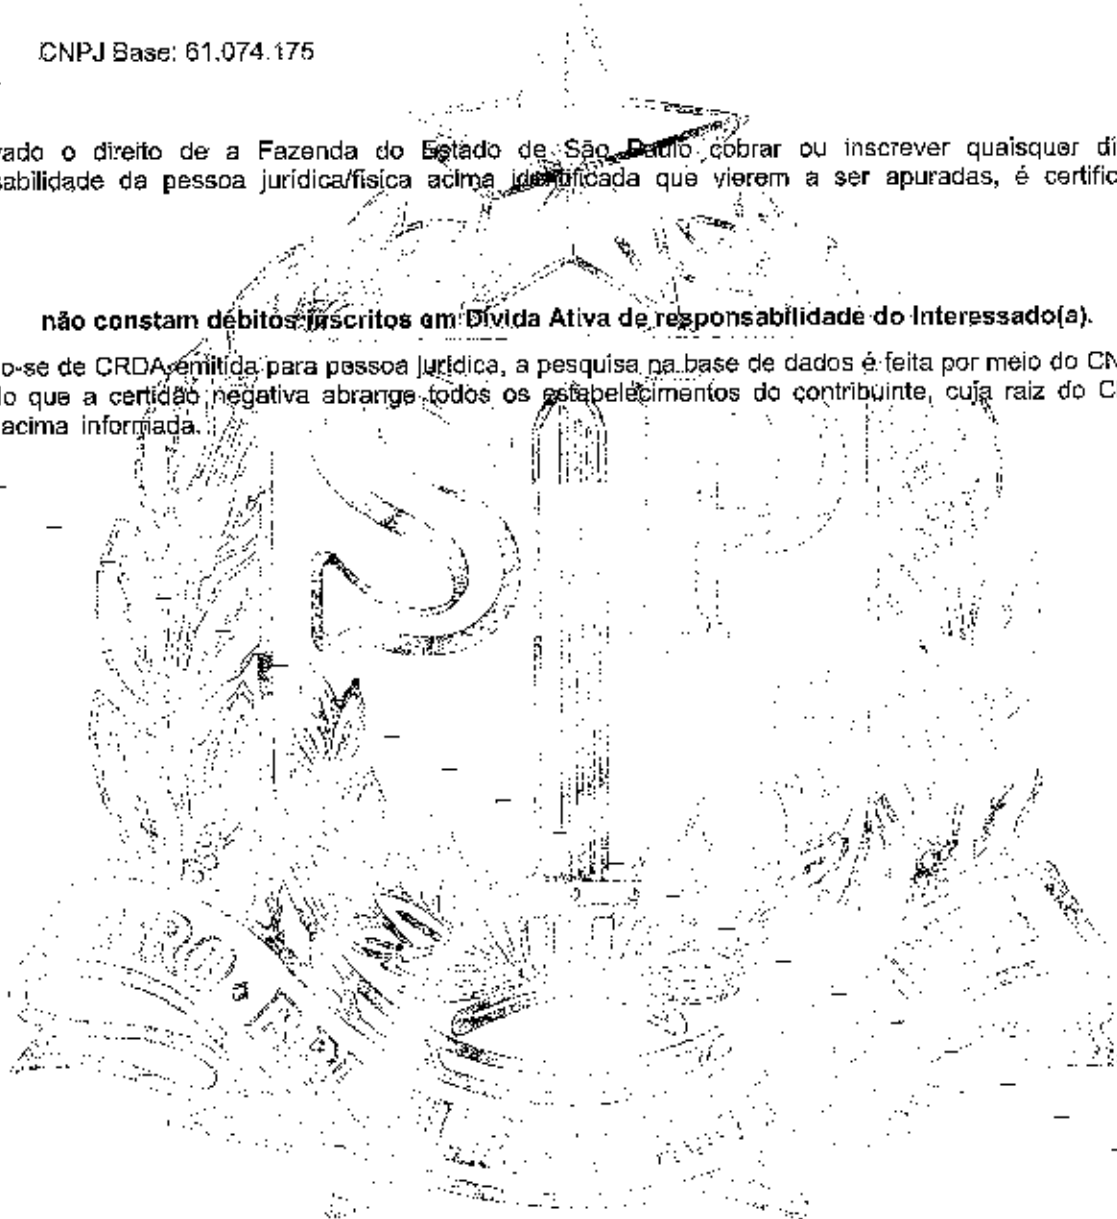 CNPJ Base: 61.074.175
vado o direito de a Fazenda do Estado de São Paulo cobrar ou inscrever quaisquer dí
sabilidade da pessoa jurídica/física acima identificada que vierem a ser apuradas, é certific
não constam débitos inscritos em Dívida Ativa de responsabilidade do Interessado(a).
o-se de CRDA emitida para pessoa jurídica, a pesquisa na base de dados é feita por meio do CN
lo que a certidão negativa abrange todos os estabelecimentos do contribuinte, cuja raiz do C
acima informada.